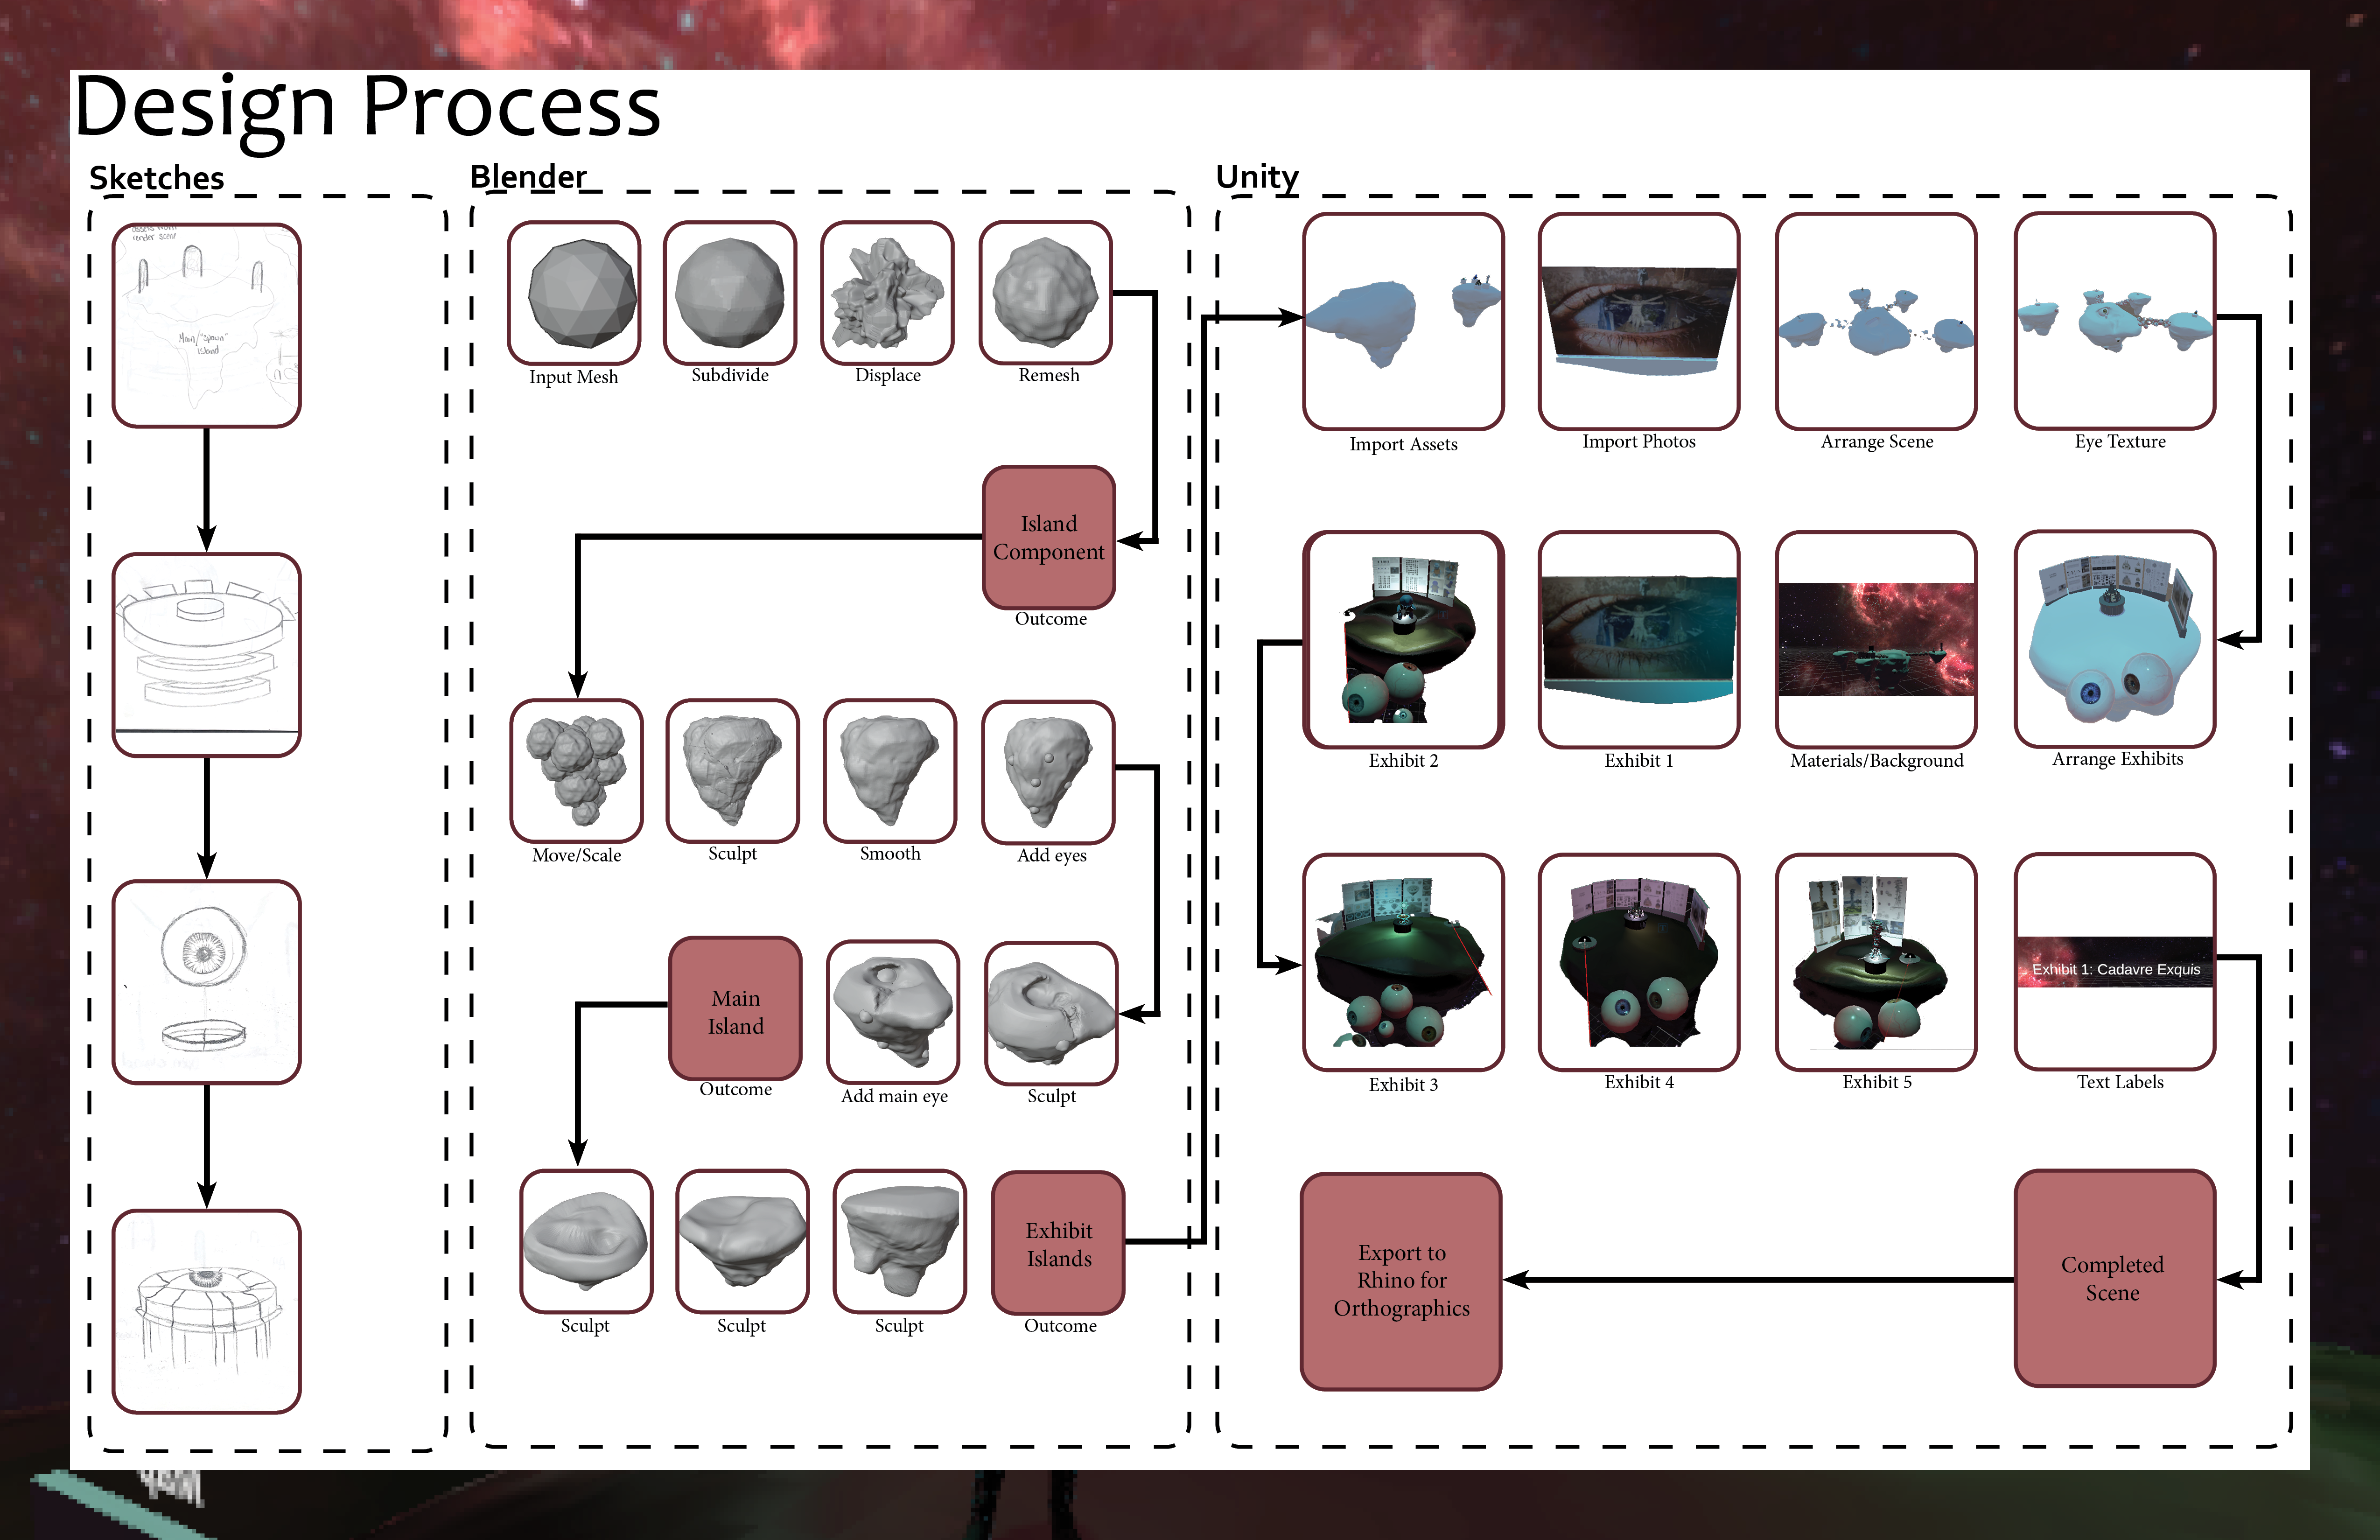 Design Process
Sketches
Main/"Spawn"
Island
Blender
Input Mesh
Subdivide
Displace
Remesh
Island
Component
Outcome
Move/Scale
Sculpt
Smooth
Add eyes
Main
Island
Outcome
Add main eye
Sculpt
Sculpt
Sculpt
Sculpt
Exhibit
Islands
Outcome
Unity
Import Assets
Import Photos
Arrange Scene
Eye Texture
Exhibit 2
Exhibit 1
Materials/Background
Arrange Exhibits
Exhibit 3
Exhibit 4
Exhibit 5
Exhibit 1: Cadavre Exquis
Text Labels
Export to
Rhino for
Orthographics
Completed
Scene